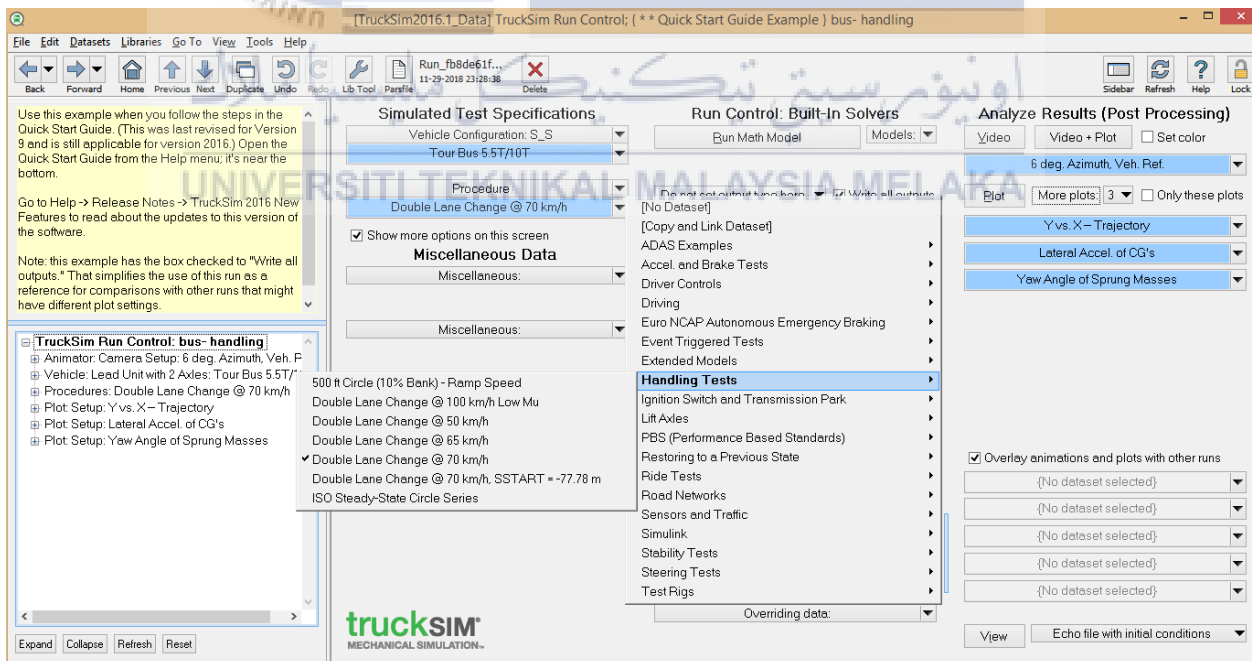 [TruckSim2016.1_Data] TruckSim Run Control; { * * Quick Start Guide Example } bus- handling
File Edit Datasets Libraries Go To View Tools Help
Back Forward Home Previous Next Duplicate Undo Redo Lib Tool Parsfile
Run_fb8de61f...
11-29-2018 23:28:38
Delete
Sidebar Refresh Help Lock
اونيۏرسيتي تيكنيكل مليسيا ملاك
UNIVERSITI TEKNIKAL MALAYSIA MELAKA
Use this example when you follow the steps in the
Quick Start Guide. (This was last revised for Version
9 and is still applicable for version 2016.) Open the
Quick Start Guide from the Help menu; it's near the
bottom.
Go to Help -> Release Notes -> TruckSim 2016 New
Features to read about the updates to this version of
the software.
Note: this example has the box checked to "Write all
outputs." That simplifies the use of this run as a
reference for comparisons with other runs that might
have different plot settings.
TruckSim Run Control: bus- handling
Animator: Camera Setup: 6 deg. Azimuth, Veh. P
Vehicle: Lead Unit with 2 Axles: Tour Bus 5.5T/
Procedures: Double Lane Change @ 70 km/h
Plot: Setup: Y vs. X – Trajectory
Plot: Setup: Lateral Accel. of CG's
Plot: Setup: Yaw Angle of Sprung Masses
Expand Collapse Refresh Reset
Simulated Test Specifications
Vehicle Configuration: S_S
Tour Bus 5.5T/10T
Procedure
Double Lane Change @ 70 km/h
Show more options on this screen
Miscellaneous Data
Miscellaneous:
Miscellaneous:
500 ft Circle (10% Bank) - Ramp Speed
Double Lane Change @ 100 km/h Low Mu
Double Lane Change @ 50 km/h
Double Lane Change @ 65 km/h
Double Lane Change @ 70 km/h
Double Lane Change @ 70 km/h, SSTART = -77.78 m
ISO Steady-State Circle Series
truckSIM
MECHANICAL SIMULATION
Run Control: Built-In Solvers
Run Math Model
Models:
Do not set output type here
Write all outputs
[No Dataset]
[Copy and Link Dataset]
ADAS Examples
Accel. and Brake Tests
Driver Controls
Driving
Euro NCAP Autonomous Emergency Braking
Event Triggered Tests
Extended Models
Handling Tests
Ignition Switch and Transmission Park
Lift Axles
PBS (Performance Based Standards)
Restoring to a Previous State
Ride Tests
Road Networks
Sensors and Traffic
Simulink
Stability Tests
Steering Tests
Test Rigs
Overriding data:
Analyze Results (Post Processing)
Video Video + Plot Set color
6 deg. Azimuth, Veh. Ref.
Plot More plots: 3 Only these plots
Y vs. X – Trajectory
Lateral Accel. of CG's
Yaw Angle of Sprung Masses
Overlay animations and plots with other runs
{No dataset selected}
{No dataset selected}
{No dataset selected}
{No dataset selected}
{No dataset selected}
View Echo file with initial conditions